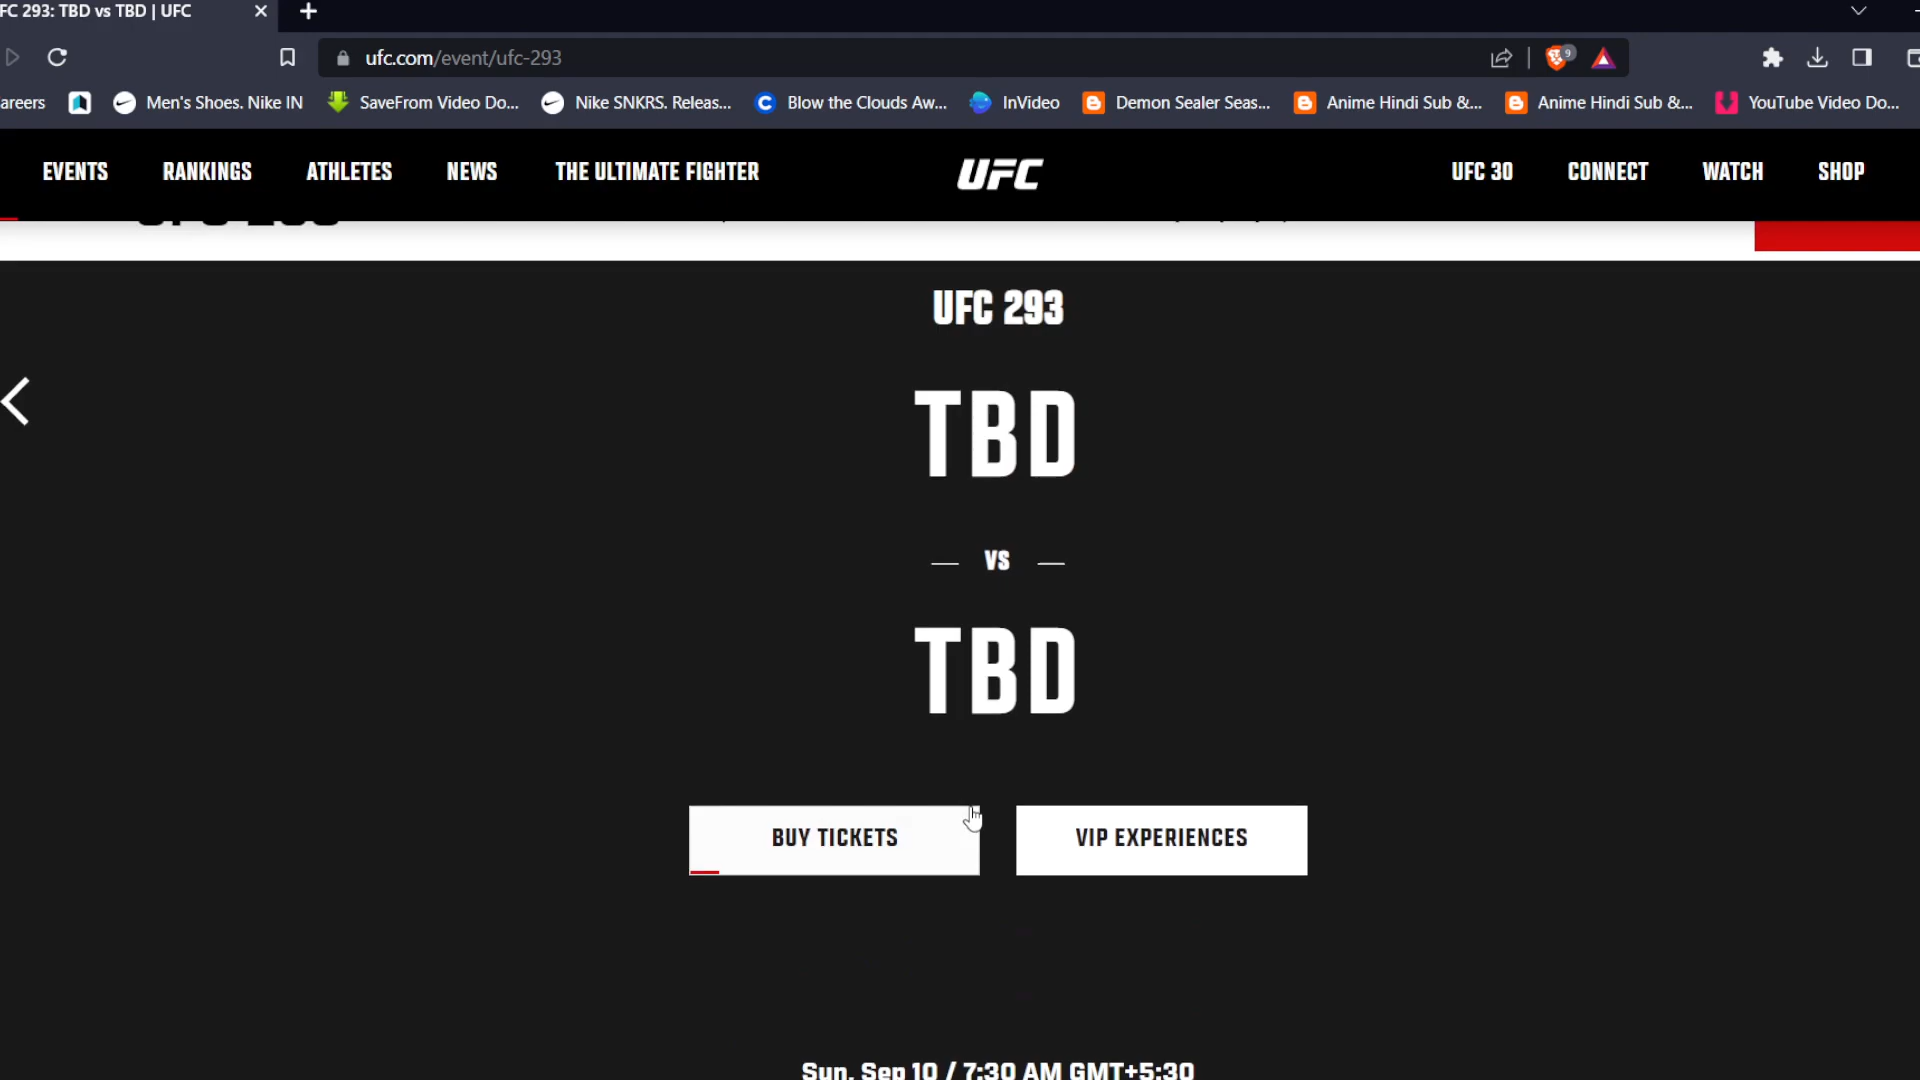 FC 293: TBD vs TBD | UFC
ufc.com/event/ufc-293
9
areers
Men's Shoes. Nike IN
SaveFrom Video Do...
Nike SNKRS. Releas...
Blow the Clouds Aw...
InVideo
Demon Sealer Seas...
Anime Hindi Sub &...
Anime Hindi Sub &...
YouTube Video Do...
EVENTS
RANKINGS
ATHLETES
NEWS
THE ULTIMATE FIGHTER
UFC
UFC 30
CONNECT
WATCH
SHOP
UFC 293
TBD
VS
TBD
BUY TICKETS
VIP EXPERIENCES
Sun, Sep 10 / 7:30 AM GMT+5:30